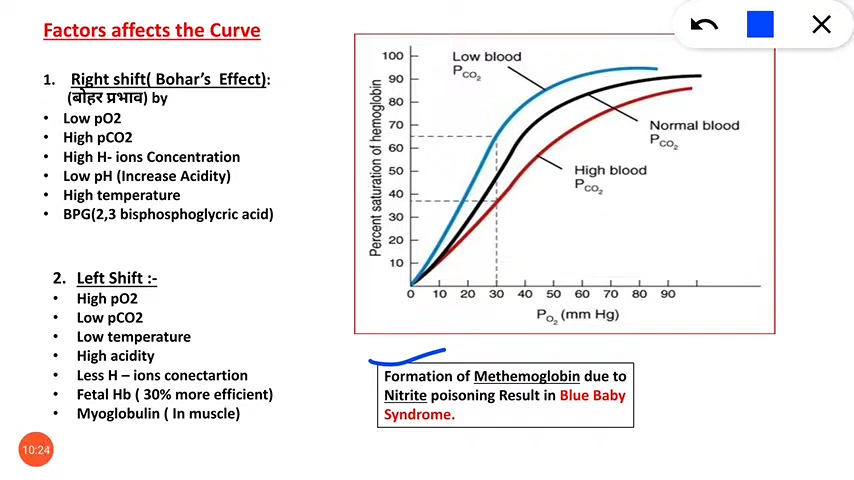 Factors affects the Curve
1. Right shift( Bohar's Effect):
(बोहर प्रभाव) by
• Low pO2
• High pCO2
• High H- ions Concentration
• Low pH (Increase Acidity)
• High temperature
• BPG(2,3 bisphosphoglycric acid)
2. Left Shift :-
• High pO2
• Low pCO2
• Low temperature
• High acidity
• Less H – ions conectartion
• Fetal Hb ( 30% more efficient)
• Myoglobulin ( In muscle)
10:24
Percent saturation of hemoglobin
100
90
80
70
60
50
40
30
20
10
0 10 20 30 40 50 60 70 80 90
PO2 (mm Hg)
Low blood
PCO2
Normal blood
PCO2
High blood
PCO2
Formation of Methemoglobin due to
Nitrite poisoning Result in Blue Baby
Syndrome.